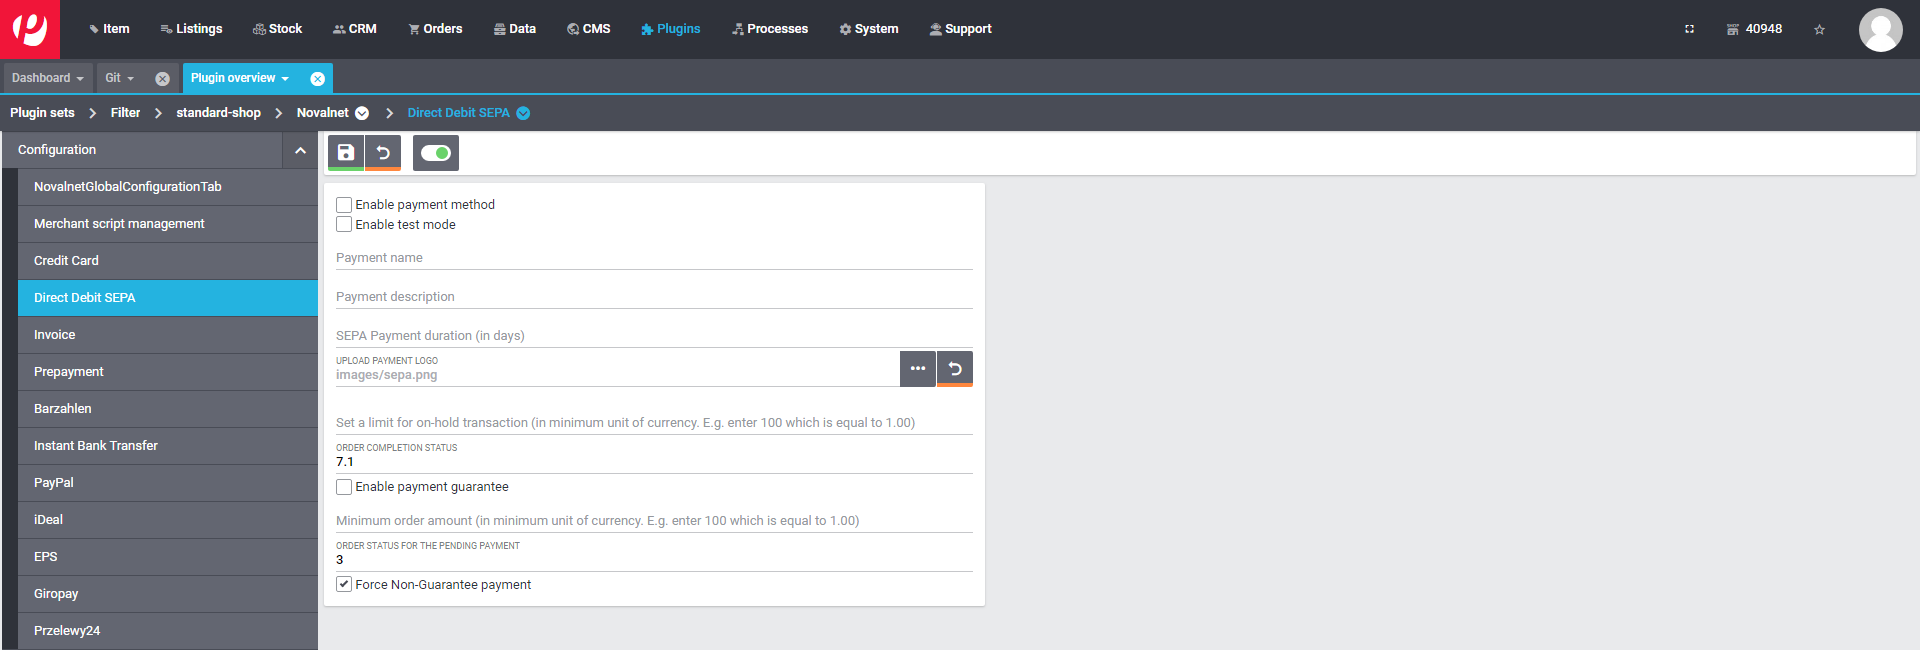 Item Listings Stock CRM Orders Data CMS Plugins Processes System Support 40948
Dashboard Git Plugin overview
Plugin sets Filter standard-shop Novalnet Direct Debit SEPA
Configuration
NovalnetGlobalConfigurationTab
Merchant script management
Credit Card
Direct Debit SEPA
Invoice
Prepayment
Barzahlen
Instant Bank Transfer
PayPal
iDeal
EPS
Giropay
Przelewy24
Enable payment method
Enable test mode
Payment name
Payment description
SEPA Payment duration (in days)
UPLOAD PAYMENT LOGO
images/sepa.png
Set a limit for on-hold transaction (in minimum unit of currency. E.g. enter 100 which is equal to 1.00)
ORDER COMPLETION STATUS
7.1
Enable payment guarantee
Minimum order amount (in minimum unit of currency. E.g. enter 100 which is equal to 1.00)
ORDER STATUS FOR THE PENDING PAYMENT
3
Force Non-Guarantee payment